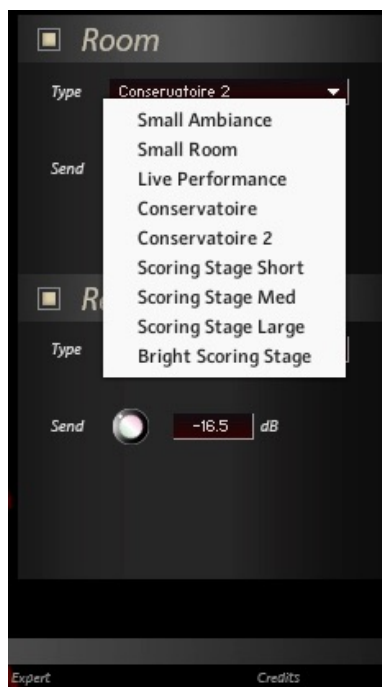 Room
Type Conservatoire 2
Small Ambiance
Small Room
Live Performance
Conservatoire
Conservatoire 2
Scoring Stage Short
Scoring Stage Med
Scoring Stage Large
Bright Scoring Stage
Send
R
Type
Send -16.5 dB
Expert Credits